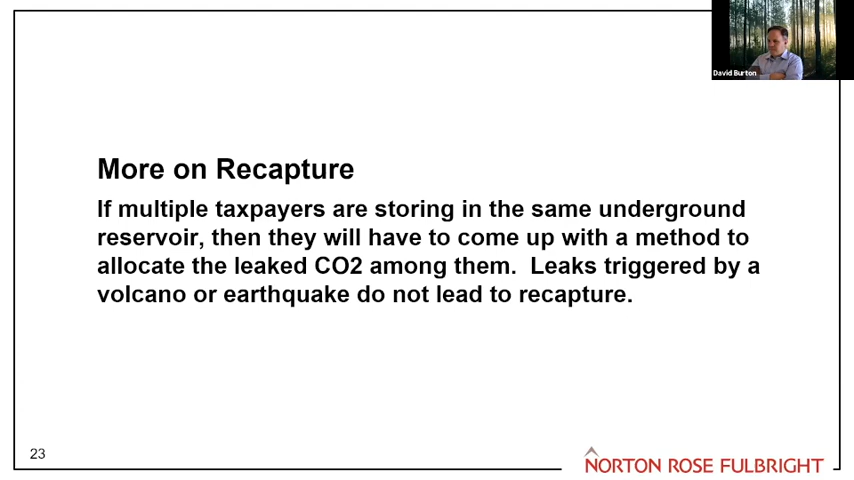 David Burton
More on Recapture
If multiple taxpayers are storing in the same underground
reservoir, then they will have to come up with a method to
allocate the leaked CO2 among them.  Leaks triggered by a
volcano or earthquake do not lead to recapture.
23
NORTON ROSE FULBRIGHT